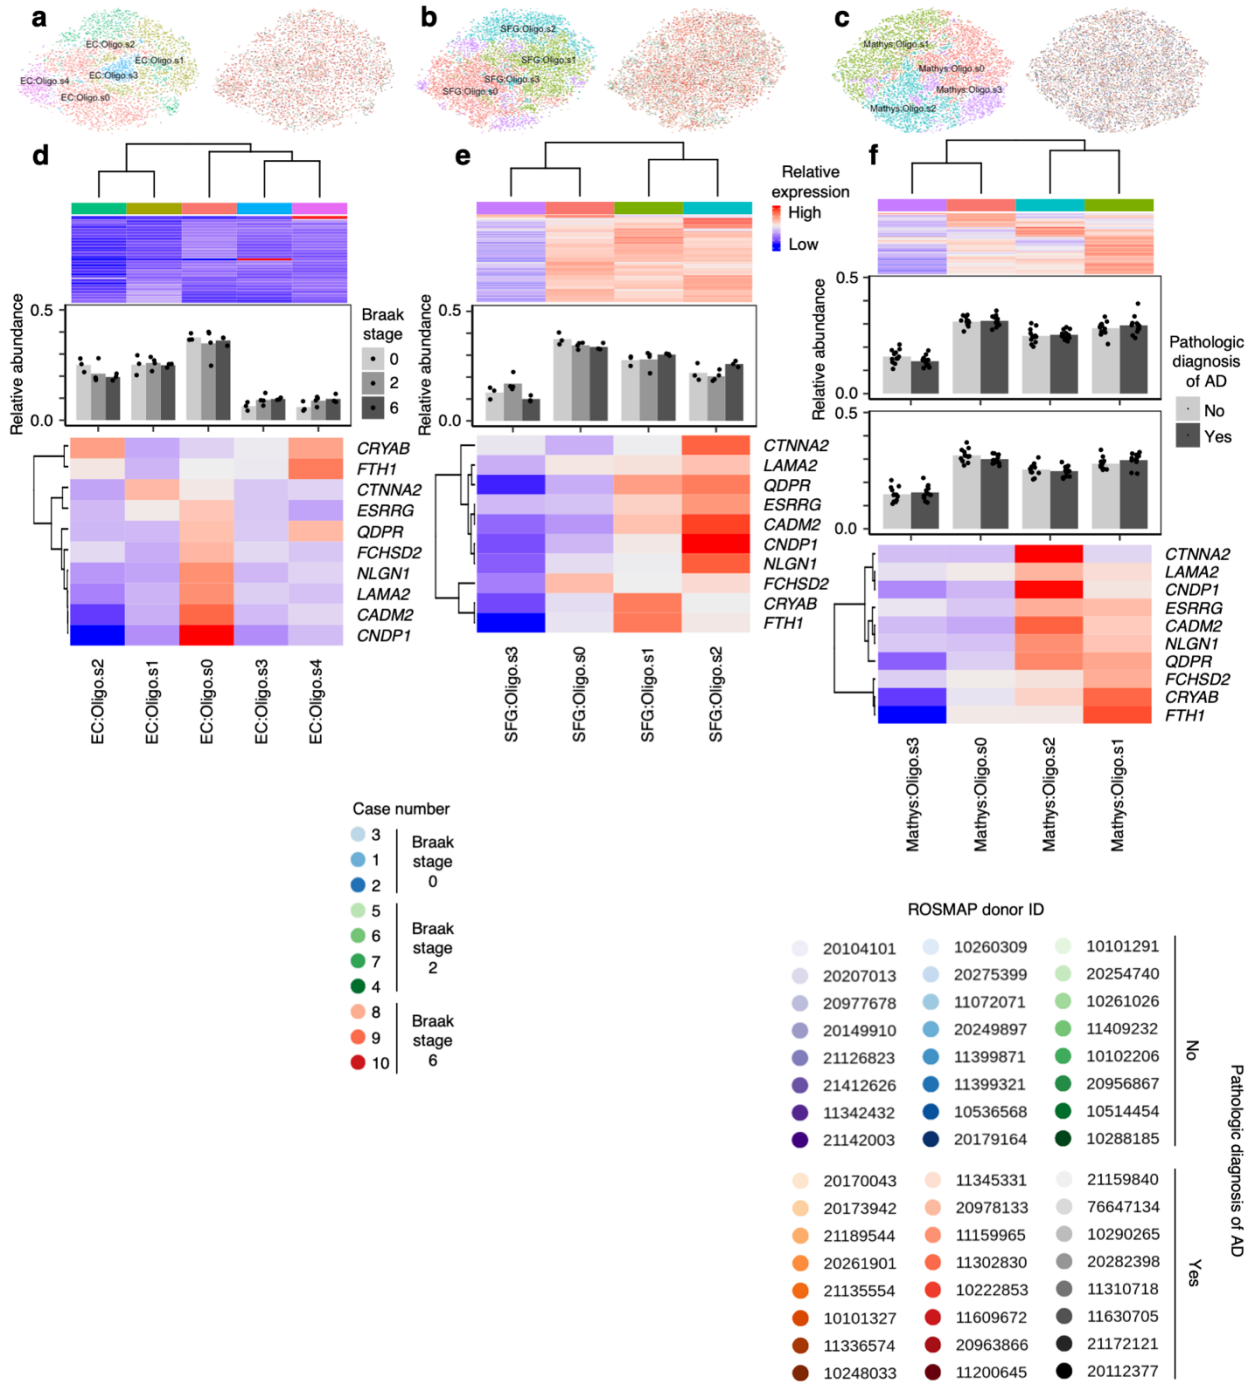 a
b
c
EC:Oligo.s2
EC:Oligo.s1
EC:Oligo.s3
EC:Oligo.s4
EC:Oligo.s0
SFG:Oligo.s2
SFG:Oligo.s1
SFG:Oligo.s3
SFG:Oligo.s0
Mathys:Oligo.s1
Mathys:Oligo.s0
Mathys:Oligo.s3
Mathys:Oligo.s2
d
e
f
Relative
expression
High
Low
Relative abundance
0.5
0.0
Braak
stage
0
2
6
CRYAB
FTH1
CTNNA2
ESRRG
QDPR
FCHSD2
NLGN1
LAMA2
CADM2
CNDP1
EC:Oligo.s2
EC:Oligo.s1
EC:Oligo.s0
EC:Oligo.s3
EC:Oligo.s4
Relative abundance
0.5
0.0
CTNNA2
LAMA2
QDPR
ESRRG
CADM2
CNDP1
NLGN1
FCHSD2
CRYAB
FTH1
SFG:Oligo.s3
SFG:Oligo.s0
SFG:Oligo.s1
SFG:Oligo.s2
Relative abundance
0.5
0.0
0.5
0.0
Pathologic
diagnosis
of AD
No
Yes
CTNNA2
LAMA2
CNDP1
ESRRG
CADM2
NLGN1
QDPR
FCHSD2
CRYAB
FTH1
Mathys:Oligo.s3
Mathys:Oligo.s0
Mathys:Oligo.s2
Mathys:Oligo.s1
Case number
3
1
2
Braak
stage
0
5
6
7
4
Braak
stage
2
8
9
10
Braak
stage
6
ROSMAP donor ID
20104101 10260309 10101291
20207013 20275399 20254740
20977678 11072071 10261026
20149910 20249897 11409232
21126823 11399871 10102206
21412626 11399321 20956867
11342432 10536568 10514454
21142003 20179164 10288185
No
20170043 11345331 21159840
20173942 20978133 76647134
21189544 11159965 10290265
20261901 11302830 20282398
21135554 10222853 11310718
10101327 11609672 11630705
11336574 20963866 21172121
10248033 11200645 20112377
Yes
Pathologic diagnosis of AD